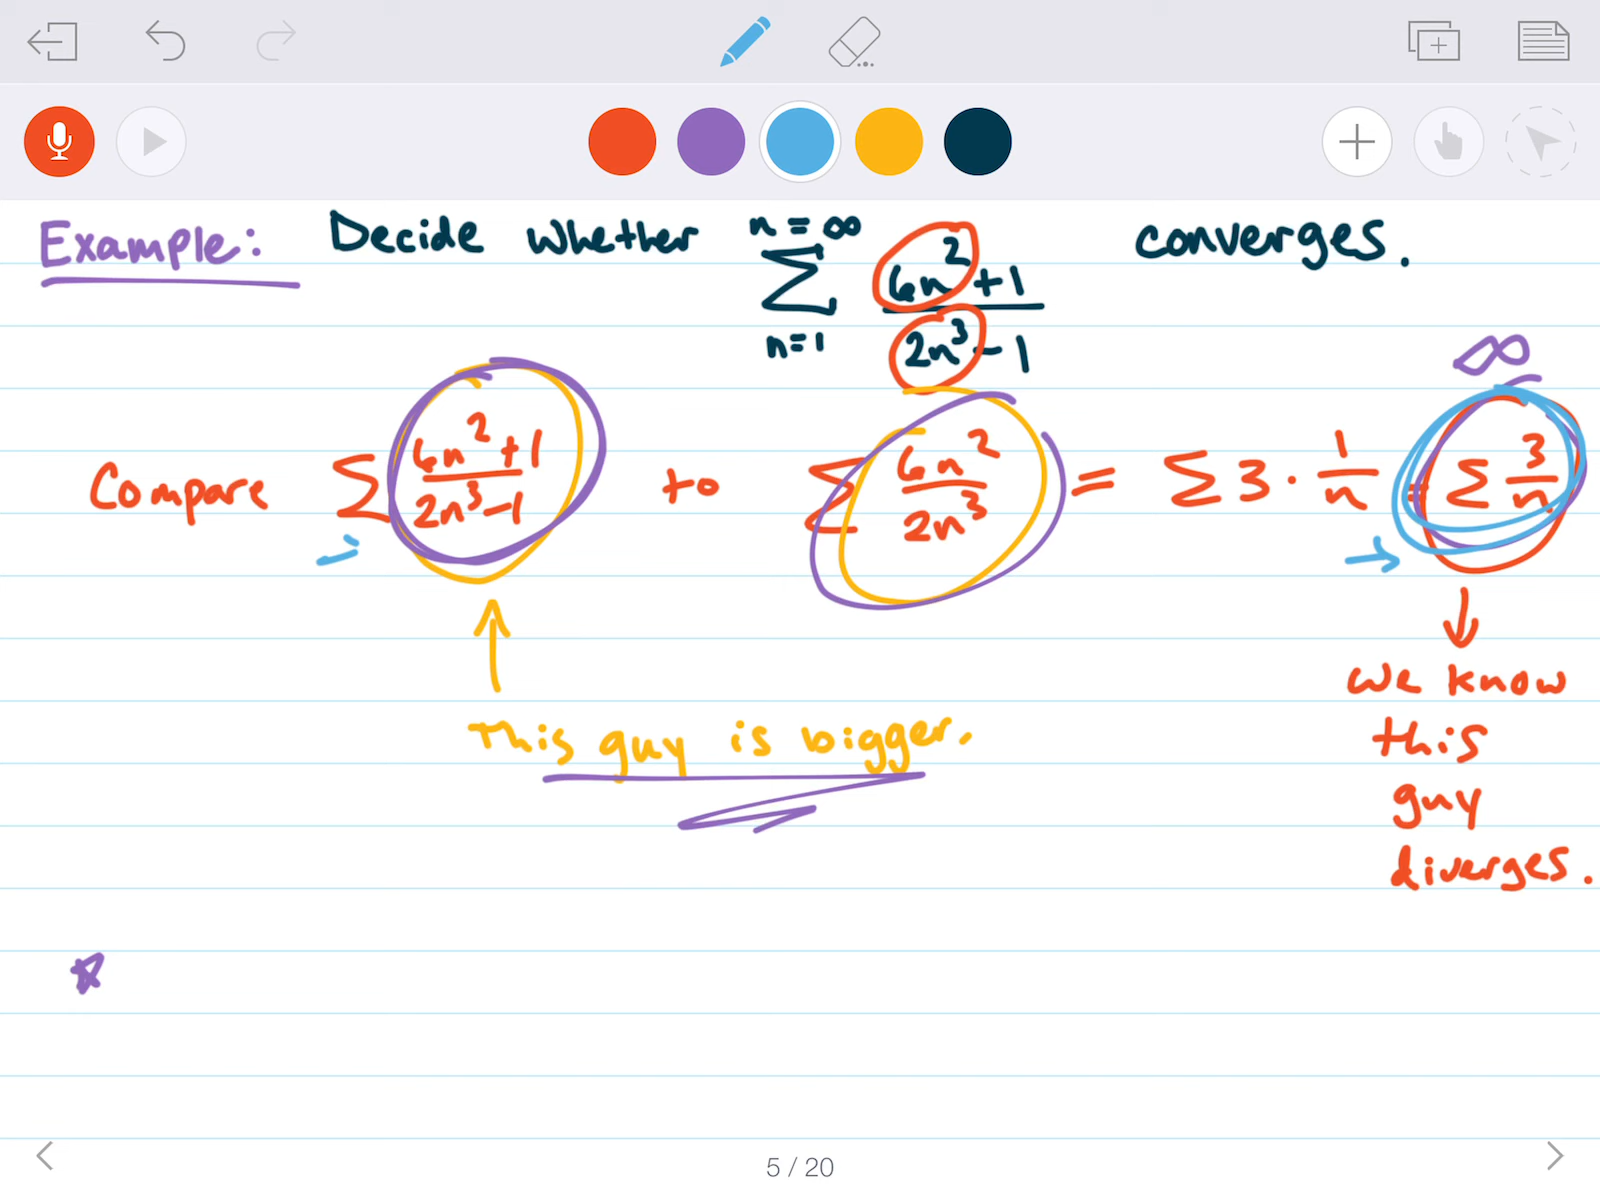 Example: Decide whether n=∞ Σ n=1 6n²+1 / 2n³-1 converges.
Compare Σ 6n²+1 / 2n³-1 to Σ 6n² / 2n³ = Σ 3 · 1/n = Σ 3/n
∞
This guy is bigger.
we know
this
guy
diverges.
5 / 20